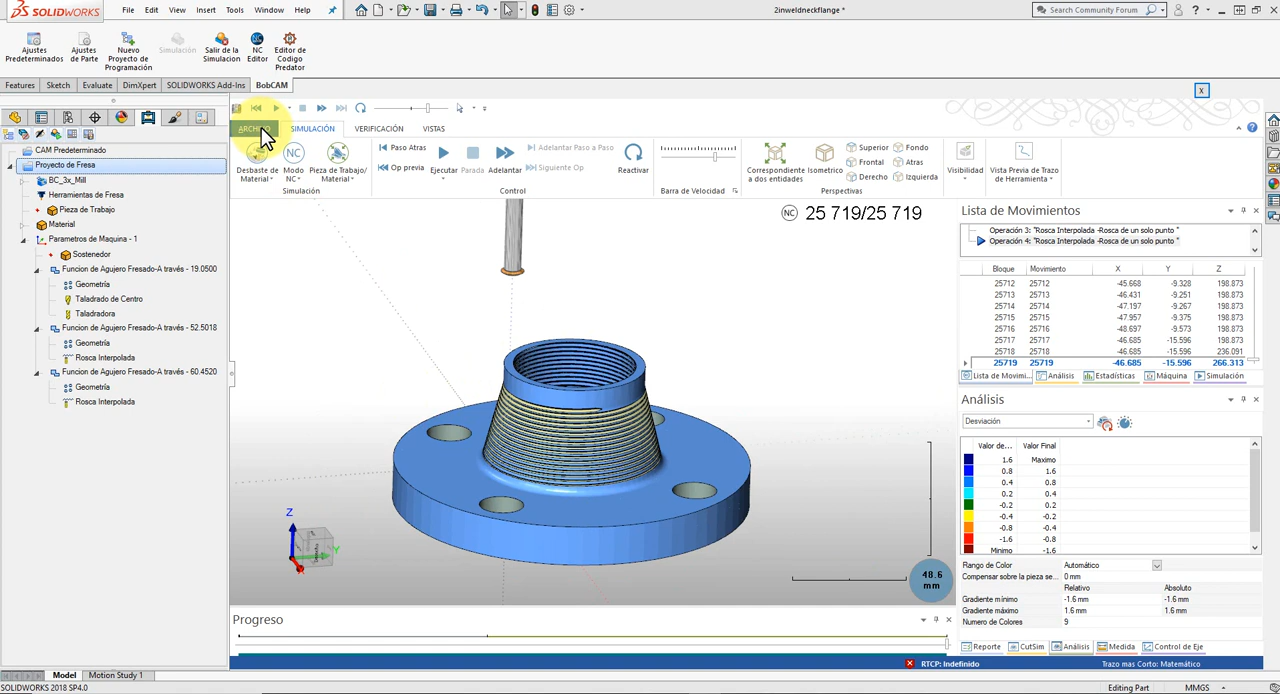 SOLIDWORKS File Edit View Insert Tools Window Help 2inweldneckflange * Search Community Forum
Ajustes Predeterminados
Ajustes de Parte
Nuevo Proyecto de Programación
Simulación
Salir de la Simulacion
NC Editor
Editor de Codigo Predator
Features Sketch Evaluate DimXpert SOLIDWORKS Add-Ins BobCAM
CAM Predeterminado
Proyecto de Fresa
BC_3x_Mill
Herramientas de Fresa
Pieza de Trabajo
Material
Parametros de Maquina - 1
Sostenedor
Funcion de Agujero Fresado-A través - 19.0500
Geometría
Taladrado de Centro
Taladradora
Funcion de Agujero Fresado-A través - 52.5018
Geometría
Rosca Interpolada
Funcion de Agujero Fresado-A través - 60.4520
Geometría
Rosca Interpolada
ARCHIVO SIMULACIÓN VERIFICACIÓN VISTAS
Desbaste de Material
Modo NC
Pieza de Trabajo/ Material
Simulación
Paso Atras
Op previa
Ejecutar
Parada
Adelantar
Adelantar Paso a Paso
Siguiente Op
Reactivar
Control
Barra de Velocidad
Correspondiente a dos entidades
Isometrico
Superior Fondo
Frontal Atras
Derecho Izquierda
Perspectivas
Visibilidad
Vista Previa de Trazo de Herramienta
NC 25 719/25 719
Z
Y
X
48.6 mm
Progreso
Lista de Movimientos
Operación 3: "Rosca Interpolada -Rosca de un solo punto "
Operación 4: "Rosca Interpolada -Rosca de un solo punto "
Bloque Movimiento X Y Z
25712 25712 -45.668 -9.328 198.873
25713 25713 -46.431 -9.251 198.873
25714 25714 -47.197 -9.267 198.873
25715 25715 -47.957 -9.375 198.873
25716 25716 -48.697 -9.573 198.873
25717 25717 -46.685 -15.596 198.873
25718 25718 -46.685 -15.596 236.091
25719 25719 -46.685 -15.596 266.313
Lista de Movimi... Análisis Estadísticas Máquina Simulación
Análisis
Desviación
Valor de... Valor Final
1.6 Maximo
0.8 1.6
0.4 0.8
0.2 0.4
-0.2 0.2
-0.4 -0.2
-0.8 -0.4
-1.6 -0.8
Minimo -1.6
Rango de Color Automático
Compensar sobre la pieza se... 0 mm
Relativo Absoluto
Gradiente mínimo -1.6 mm -1.6 mm
Gradiente máximo 1.6 mm 1.6 mm
Numero de Colores 9
Reporte CutSim Análisis Medida Control de Eje
RTCP: Indefinido Trazo mas Corto: Matemático
Model Motion Study 1
SOLIDWORKS 2018 SP4.0 Editing Part MMGS